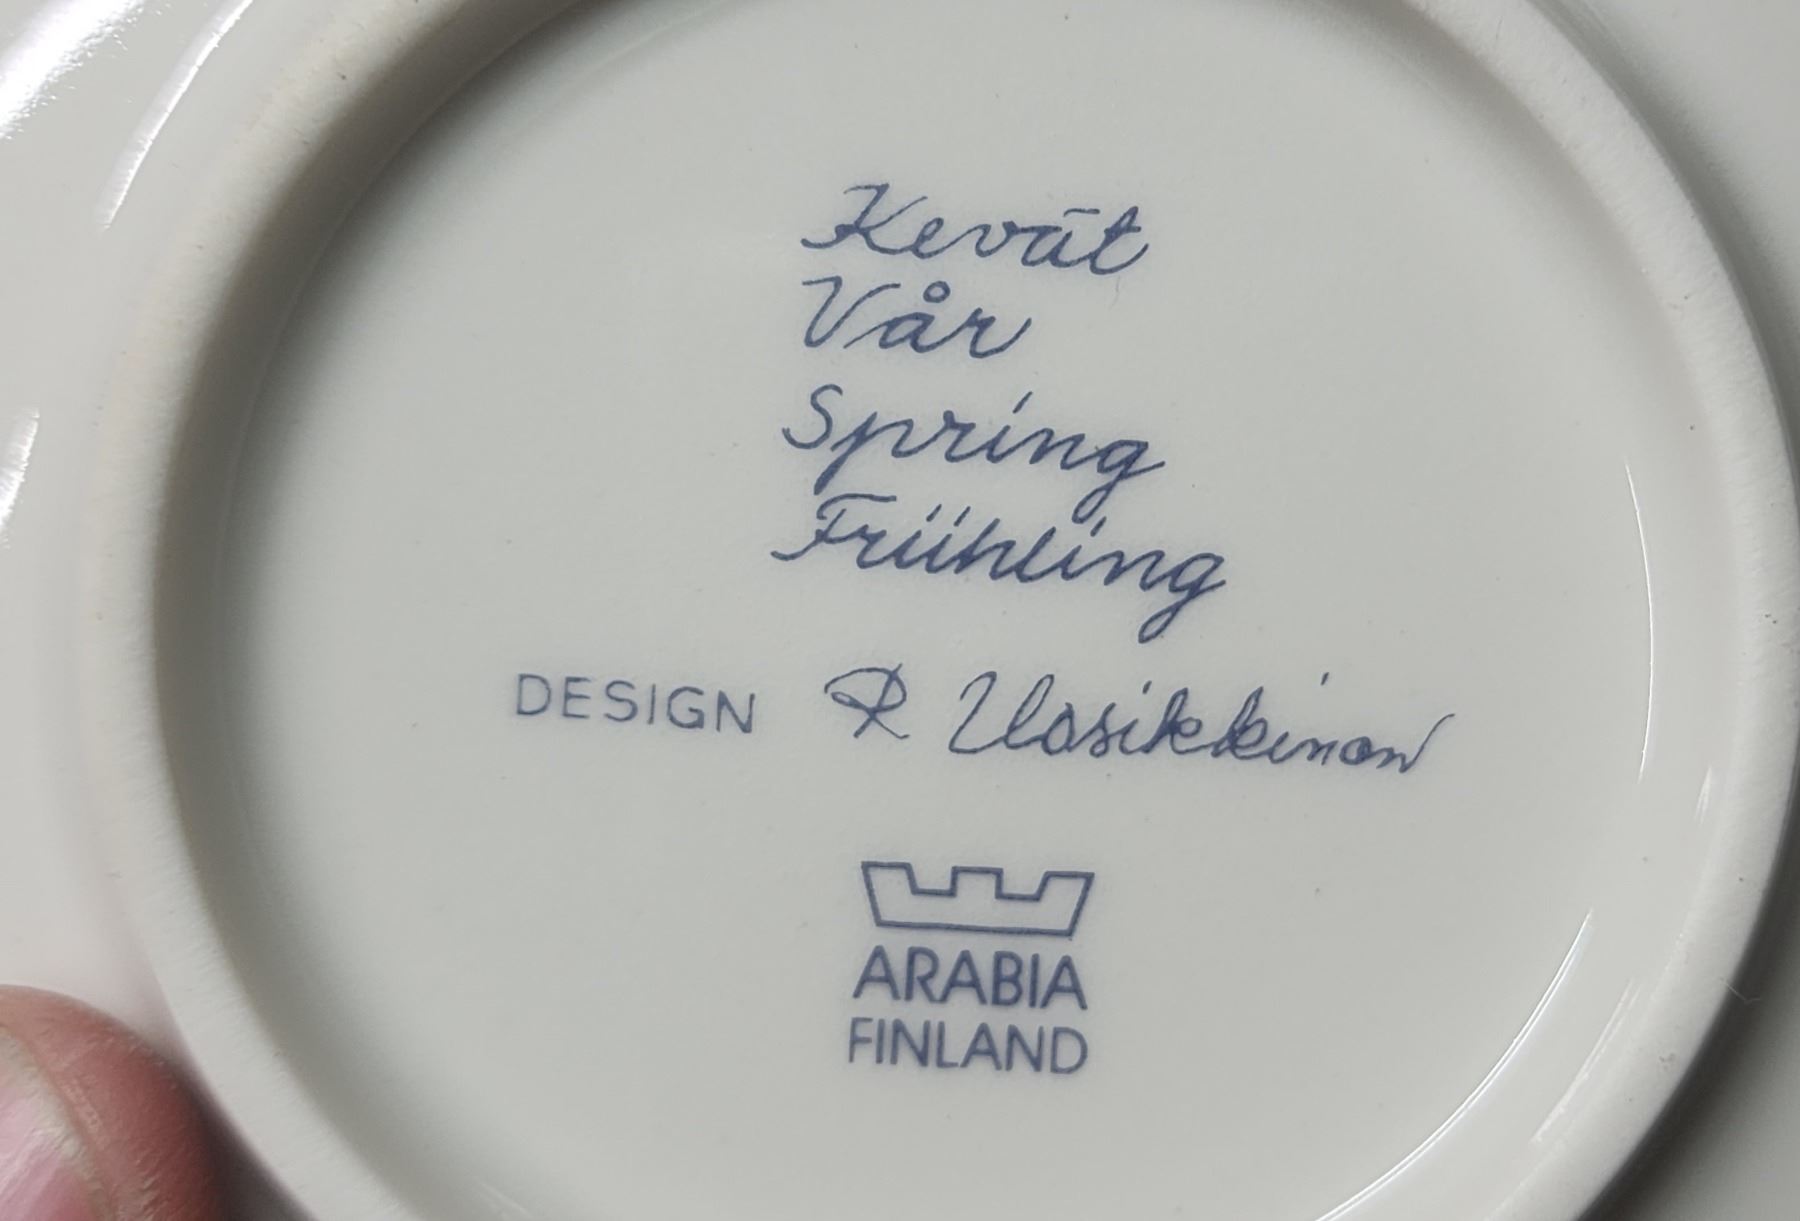 Kevät
Vår
Spring
Frühling
DESIGN R Uosikkinen
ARABIA
FINLAND